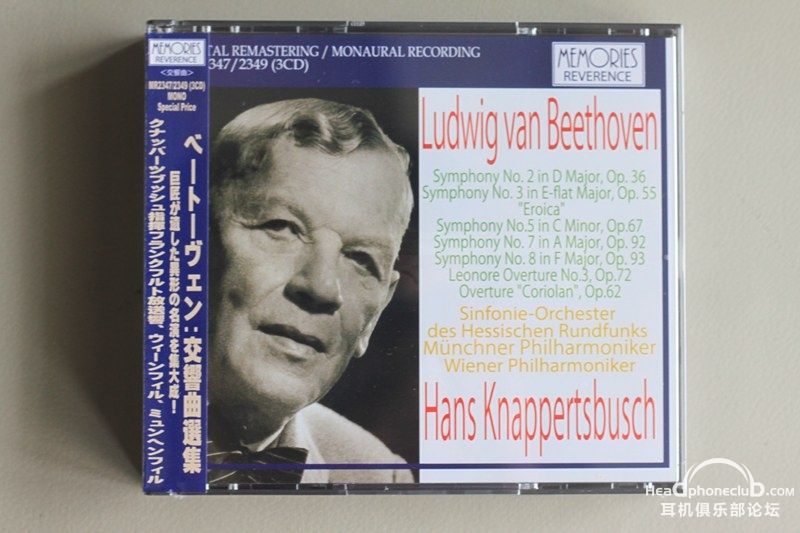 MEMORIES
REVERENCE
<交響曲>
MR2347/2349 (3CD)
MONO
Special Price
ベートーヴェン:交響曲選集
巨匠が遺した異形の名演を集大成!
クナッパーツブッシュ指揮フランクフルト放送響、ウィーンフィル、ミュンヘンフィル
TAL REMASTERING / MONAURAL RECORDING
347/2349 (3CD)
MEMORIES
REVERENCE
Ludwig van Beethoven
Symphony No. 2 in D Major, Op. 36
Symphony No. 3 in E-flat Major, Op. 55
"Eroica"
Symphony No.5 in C Minor, Op.67
Symphony No. 7 in A Major, Op. 92
Symphony No. 8 in F Major, Op. 93
Leonore Overture No.3, Op.72
Overture "Coriolan", Op.62
Sinfonie-Orchester
des Hessischen Rundfunks
Münchner Philharmoniker
Wiener Philharmoniker
Hans Knappertsbusch
HeadphoneclubD.com
耳机俱乐部论坛